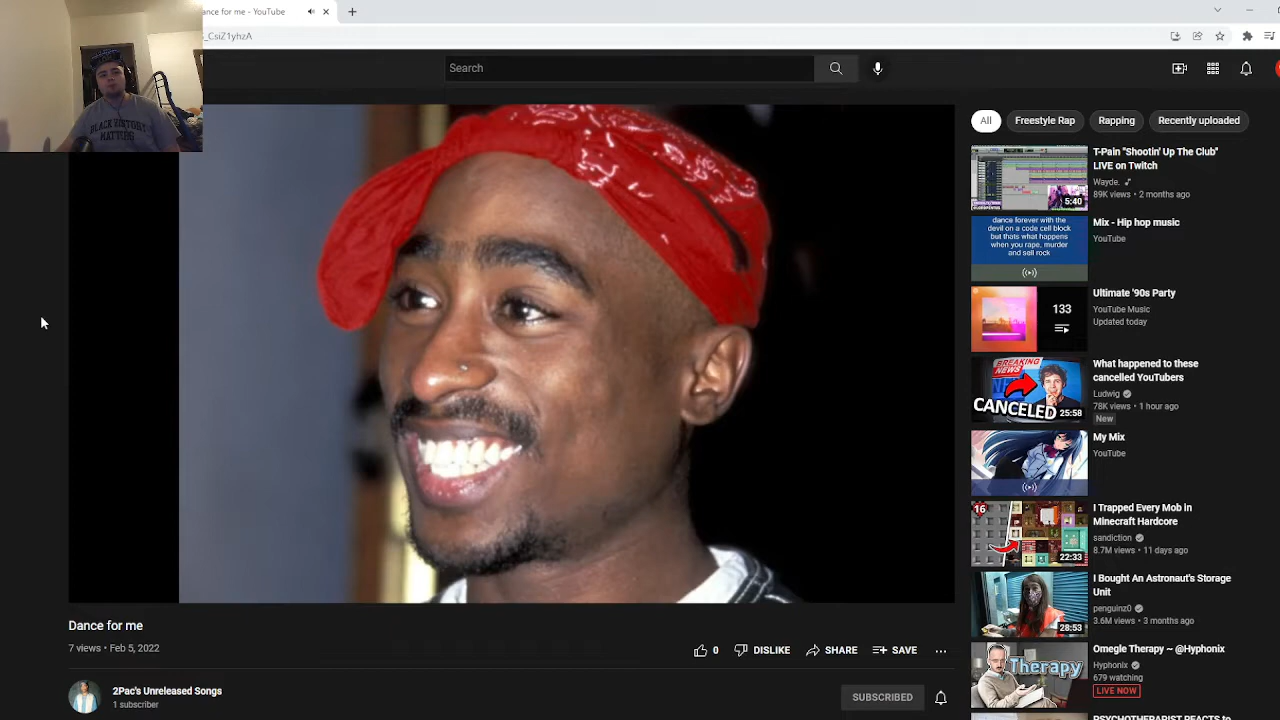 ance for me - YouTube
_CsiZ1yhzA
Search
BLACK HISTORY
MATTERS
All
Freestyle Rap
Rapping
Recently uploaded
T-Pain "Shootin' Up The Club"
LIVE on Twitch
Wayde. 🎵
89K views • 2 months ago
5:40
dance forever with the
devil on a code cell block
but thats what happens
when you rape, murder
and sell rock
Mix - Hip hop music
YouTube
133
Ultimate '90s Party
YouTube Music
Updated today
BREAKING
NEWS
CANCELED
25:58
What happened to these
cancelled YouTubers
Ludwig
78K views • 1 hour ago
New
My Mix
YouTube
16
22:33
I Trapped Every Mob in
Minecraft Hardcore
sandiction
8.7M views • 11 days ago
28:53
I Bought An Astronaut's Storage
Unit
penguinz0
3.6M views • 3 months ago
Therapy
Omegle Therapy ~ @Hyphonix
Hyphonix
679 watching
LIVE NOW
Dance for me
7 views • Feb 5, 2022
0
DISLIKE
SHARE
SAVE
2Pac's Unreleased Songs
1 subscriber
SUBSCRIBED